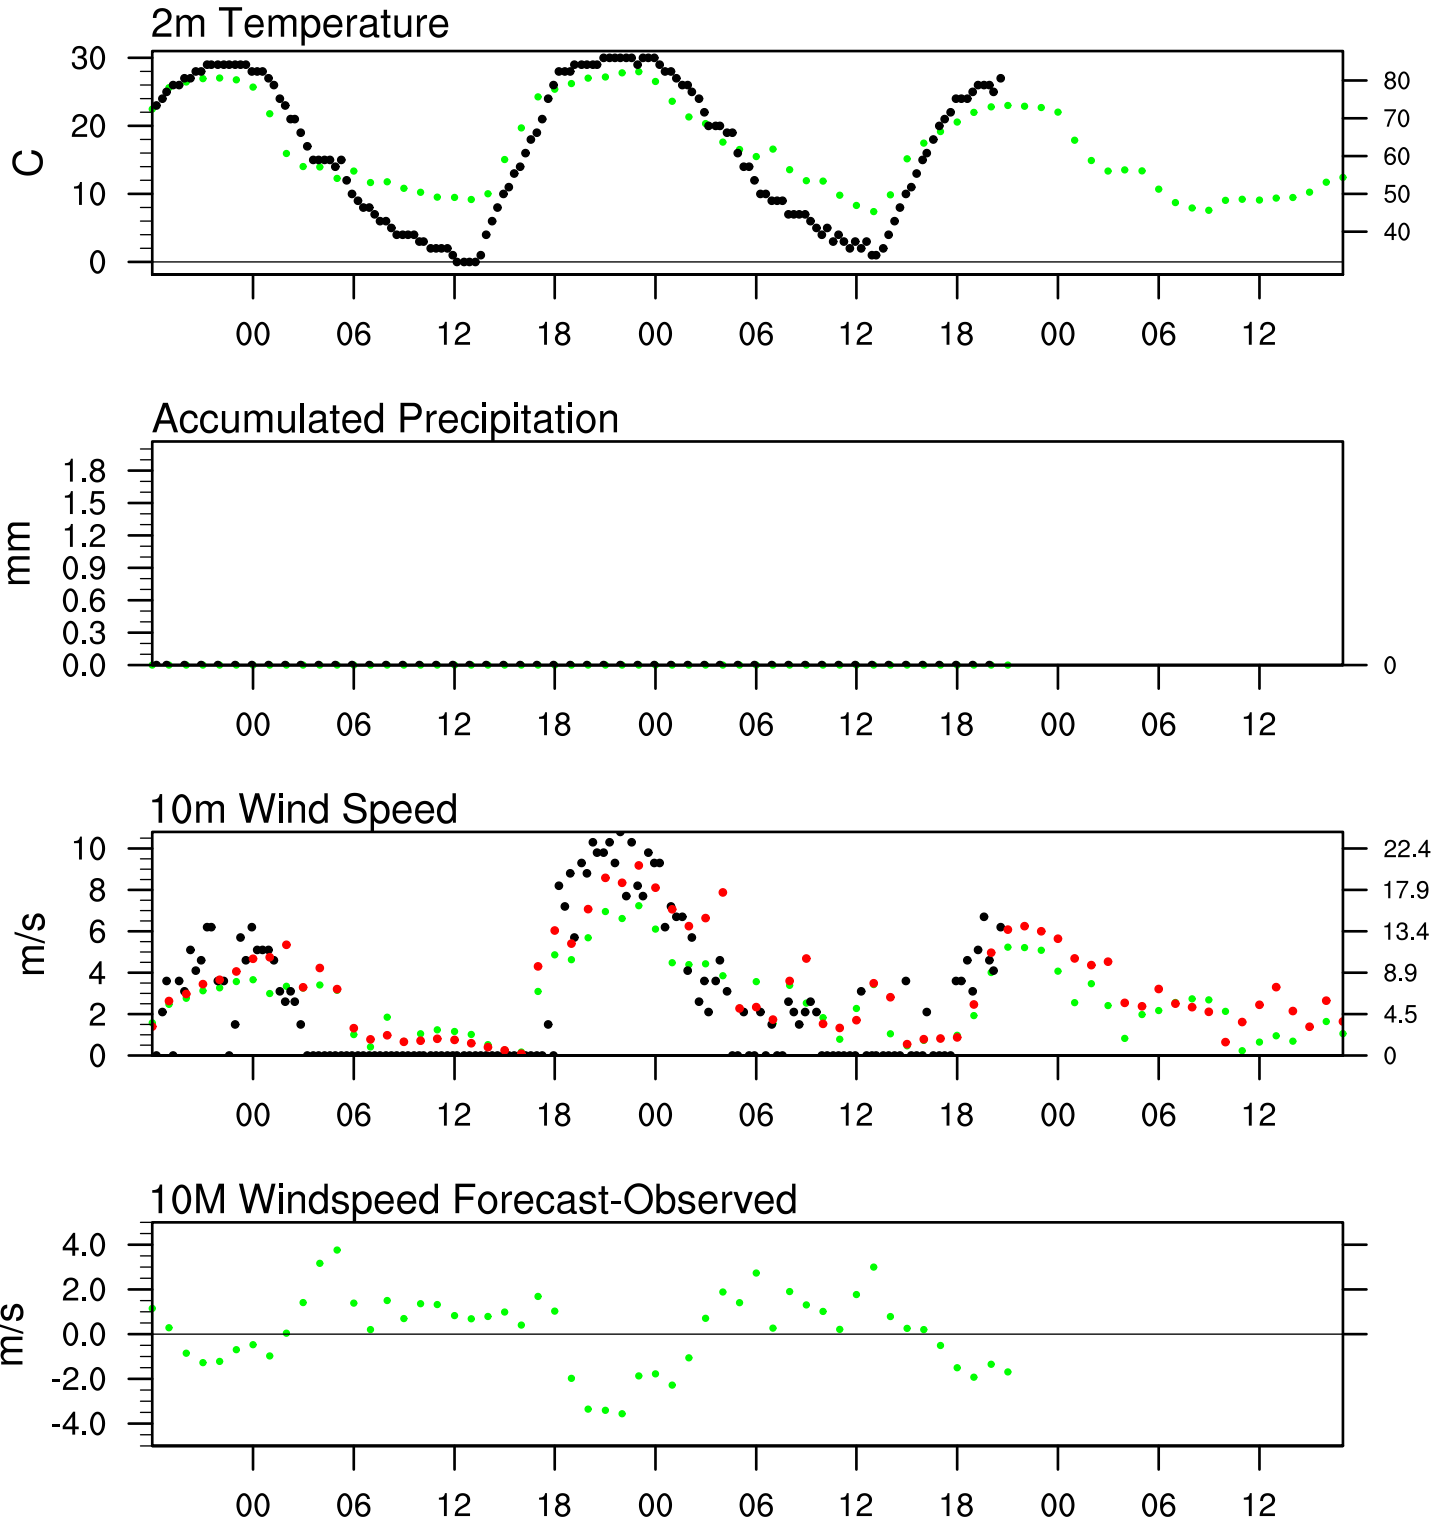 2m Temperature
30
20
10
0
C
80
70
60
50
40
00 06 12 18 00 06 12 18 00 06 12
Accumulated Precipitation
1.8
1.5
1.2
0.9
0.6
0.3
0.0
mm
0
00 06 12 18 00 06 12 18 00 06 12
10m Wind Speed
10
8
6
4
2
0
m/s
22.4
17.9
13.4
8.9
4.5
0
00 06 12 18 00 06 12 18 00 06 12
10M Windspeed Forecast-Observed
4.0
2.0
0.0
-2.0
-4.0
m/s
00 06 12 18 00 06 12 18 00 06 12